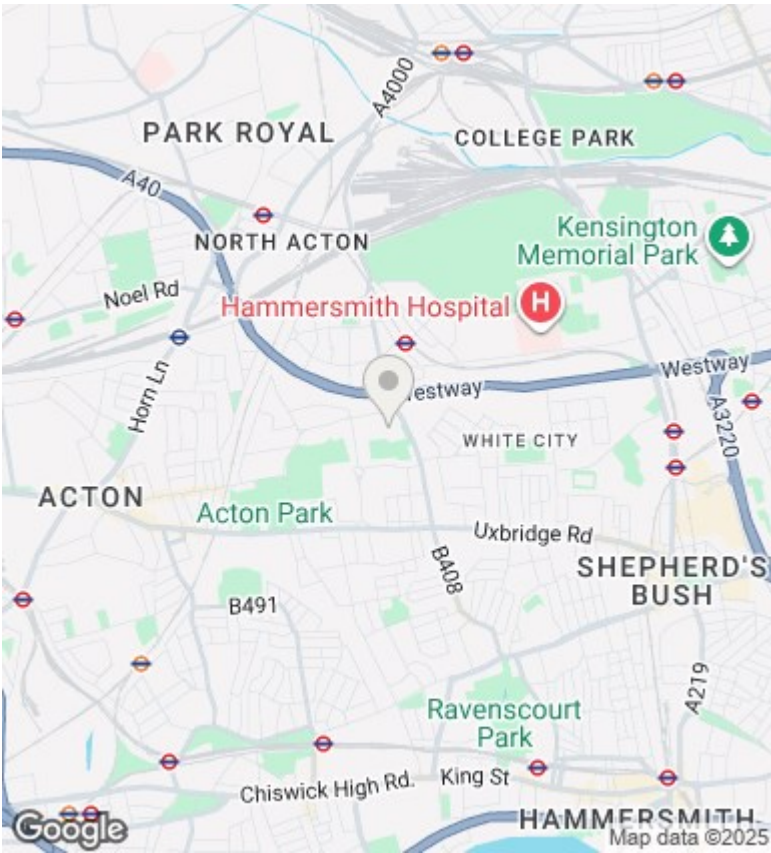 A4000
PARK ROYAL
COLLEGE PARK
A40
NORTH ACTON
Kensington
Memorial Park
Noel Rd
Hammersmith Hospital
H
Horn Ln
Westway
estway
A3220
WHITE CITY
ACTON
Acton Park
Uxbridge Rd
B408
SHEPHERD'S
BUSH
B491
A219
Ravenscourt
Park
Chiswick High Rd.
King St
HAMMERSMITH
Google
Map data ©2025